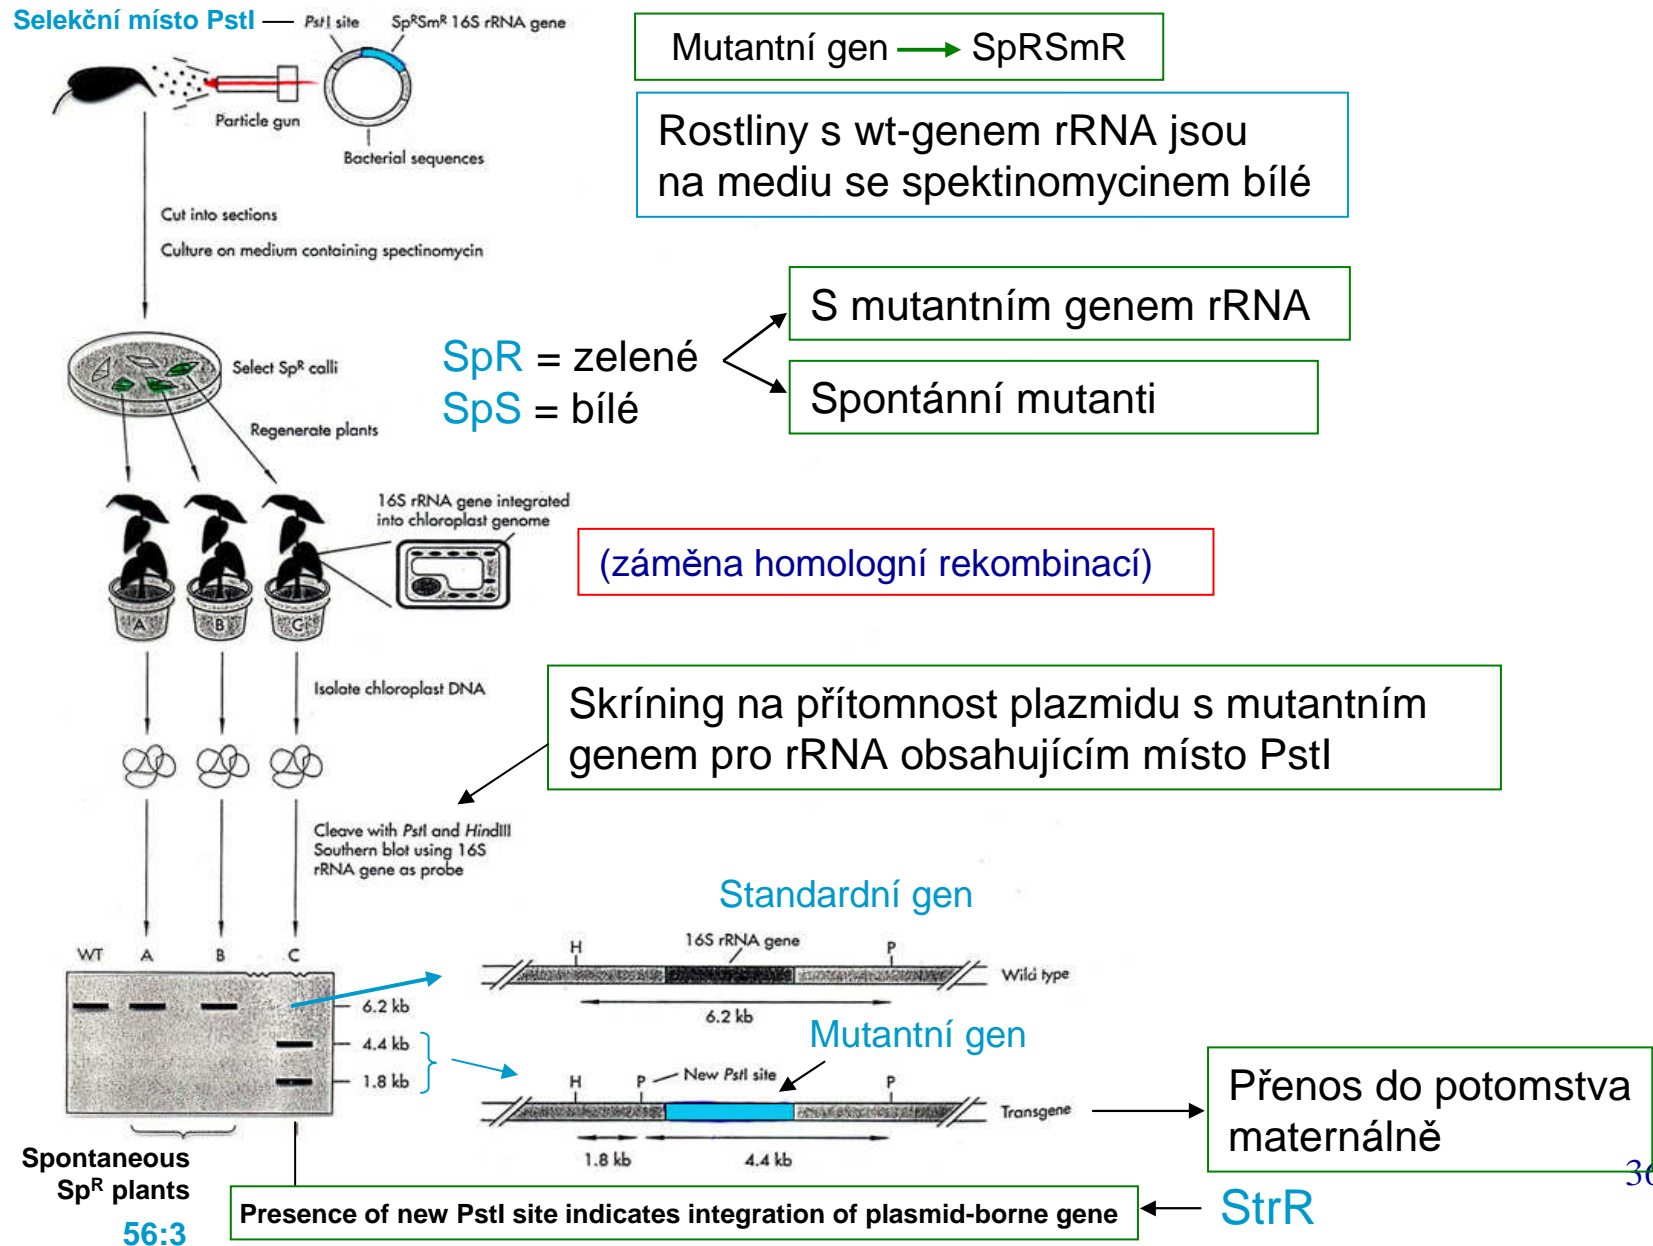 Selekční místo PstI
PstI site
SpRSmR 16S rRNA gene
Mutantní gen → SpRSmR
Particle gun
Bacterial sequences
Rostliny s wt-genem rRNA jsou
na mediu se spektinomycinem bílé
Cut into sections
Culture on medium containing spectinomycin
S mutantním genem rRNA
SpR = zelené
SpS = bílé
Spontánní mutanti
Select SpR calli
Regenerate plants
16S rRNA gene integrated
into chloroplast genome
(záměna homologní rekombinací)
A
B
C
Isolate chloroplast DNA
Skríning na přítomnost plazmidu s mutantním
genem pro rRNA obsahujícím místo PstI
Cleave with PstI and HindIII
Southern blot using 16S
rRNA gene as probe
Standardní gen
WT A B C
H 16S rRNA gene P
Wild type
6.2 kb
6.2 kb
4.4 kb
1.8 kb
Mutantní gen
H P New PstI site P
Transgene
1.8 kb 4.4 kb
Přenos do potomstva
maternálně
Spontaneous
SpR plants
56:3
Presence of new PstI site indicates integration of plasmid-borne gene
StrR